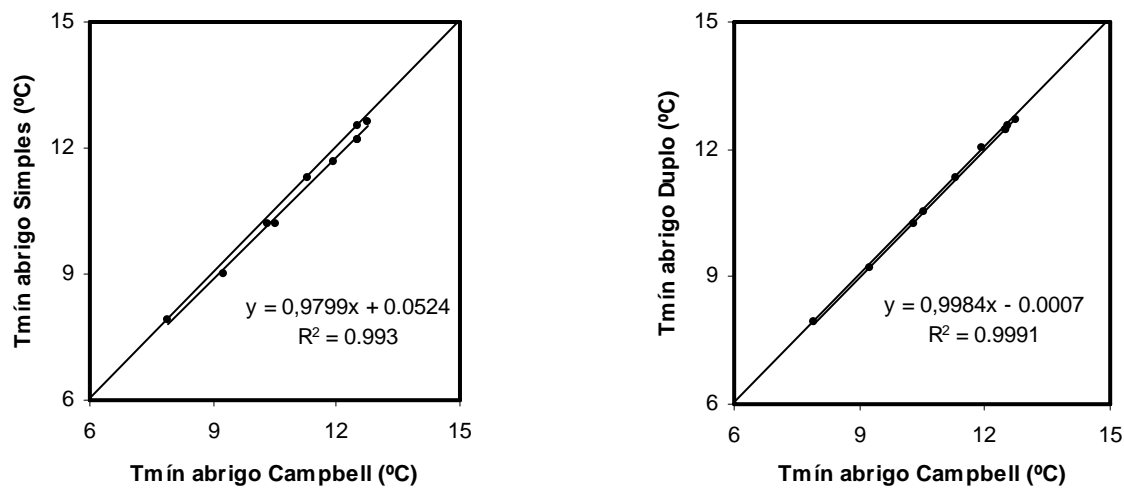 15
12
9
6
6
9
12
15
Tmín abrigo Simples (ºC)
Tmín abrigo Campbell (ºC)
y = 0,9799x + 0.0524
R² = 0.993
15
12
9
6
6
9
12
15
Tmín abrigo Duplo (ºC)
Tmín abrigo Campbell (ºC)
y = 0,9984x - 0.0007
R² = 0.9991